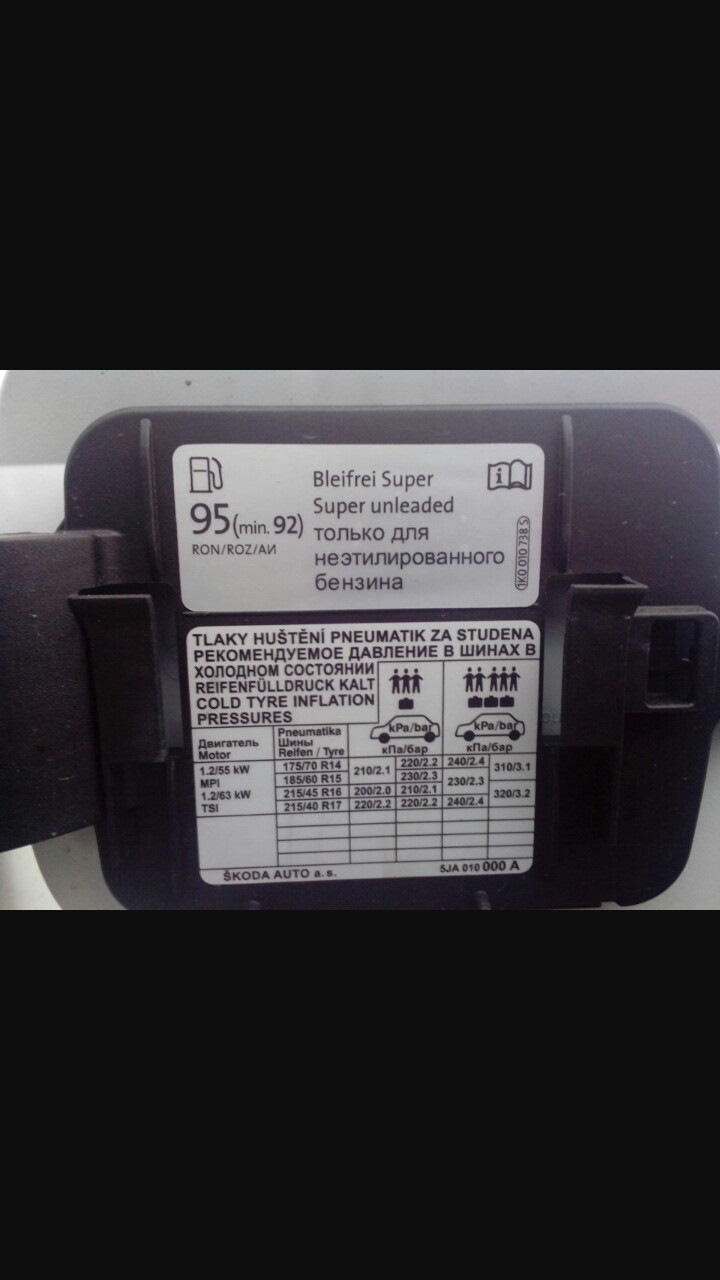 95 (min. 92)
RON/ROZ/АИ
Bleifrei Super
Super unleaded
только для
неэтилированного
бензина
i
1K0 010 738 S
TLAKY HUŠTĚNÍ PNEUMATIK ZA STUDENA
РЕКОМЕНДУЕМОЕ ДАВЛЕНИЕ В ШИНАХ В
ХОЛОДНОМ СОСТОЯНИИ
REIFENFÜLLDRUCK KALT
COLD TYRE INFLATION
PRESSURES
Двигатель
Motor
Pneumatika
Шины
Reifen / Tyre
kPa/bar
кПа/бар
kPa/bar
кПа/бар
1.2/55 kW
MPI
1.2/63 kW
TSI
175/70 R14 210/2.1 220/2.2 240/2.4 310/3.1
185/60 R15 230/2.3 230/2.3
215/45 R16 200/2.0 210/2.1 320/3.2
215/40 R17 220/2.2 220/2.2 240/2.4
ŠKODA AUTO a.s. 5JA 010 000 A